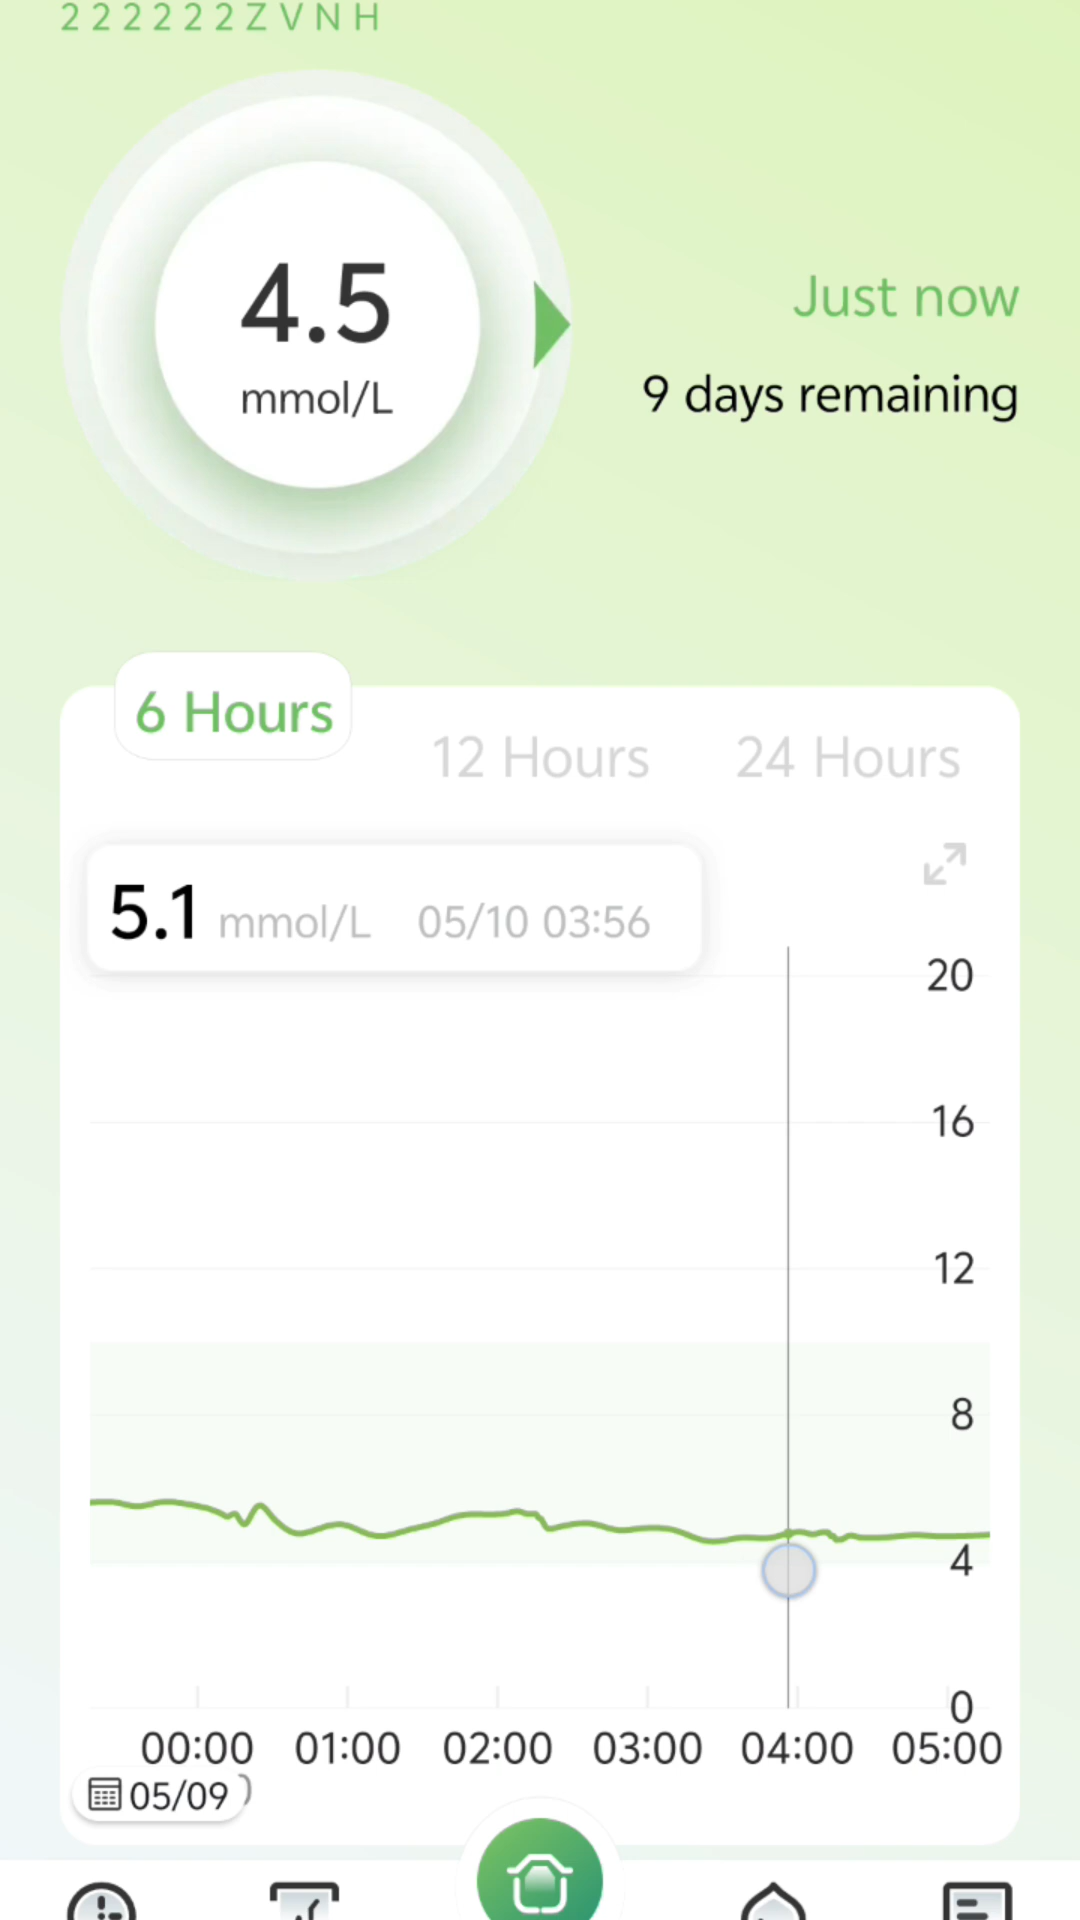 222222ZVNH
4.5
mmol/L
Just now
9 days remaining
6 Hours
12 Hours
24 Hours
5.1 mmol/L 05/10 03:56
20
16
12
8
4
0
00:00 01:00 02:00 03:00 04:00 05:00
05/09